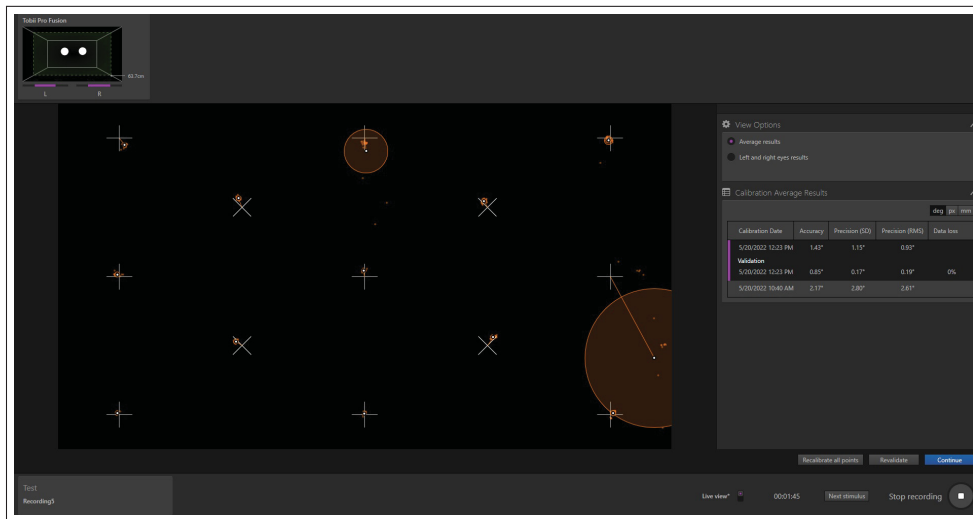 Tobii Pro Fusion
63.7cm
L R
View Options
Average results
Left and right eyes results
Calibration Average Results
deg px mm
Calibration Date Accuracy Precision (SD) Precision (RMS) Data loss
5/20/2022 12:23 PM 1.43° 1.15° 0.93°
Validation
5/20/2022 12:23 PM 0.85° 0.17° 0.19° 0%
5/20/2022 10:40 AM 2.17° 2.80° 2.61°
Recalibrate all points Revalidate Continue
Test
Recording5
Live view* 00:01:45 Next stimulus Stop recording